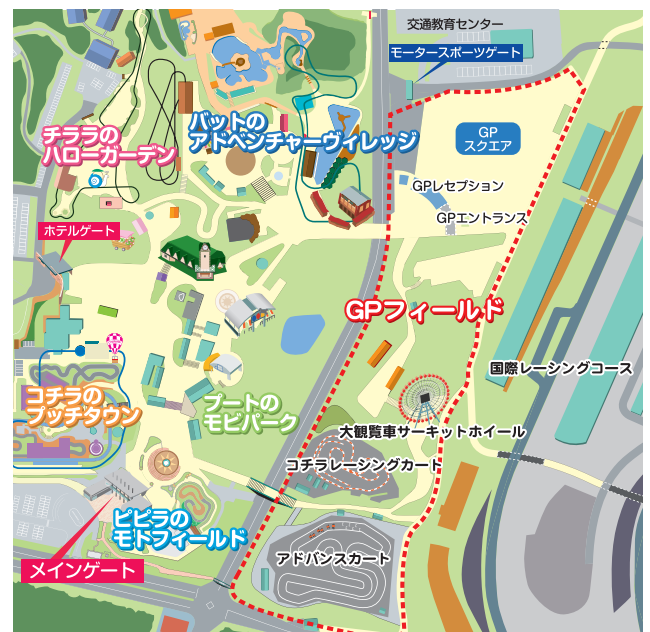 交通教育センター
モータースポーツゲート
バットの
アドベンチャーヴィレッジ
チララの
ハローガーデン
GP
スクエア
GPレセプション
GPエントランス
ホテルゲート
GPフィールド
国際レーシングコース
コチラの
プッチタウン
プートの
モビパーク
大観覧車サーキットホイール
コチラレーシングカート
ピピラの
モトフィールド
アドバンスカート
メインゲート